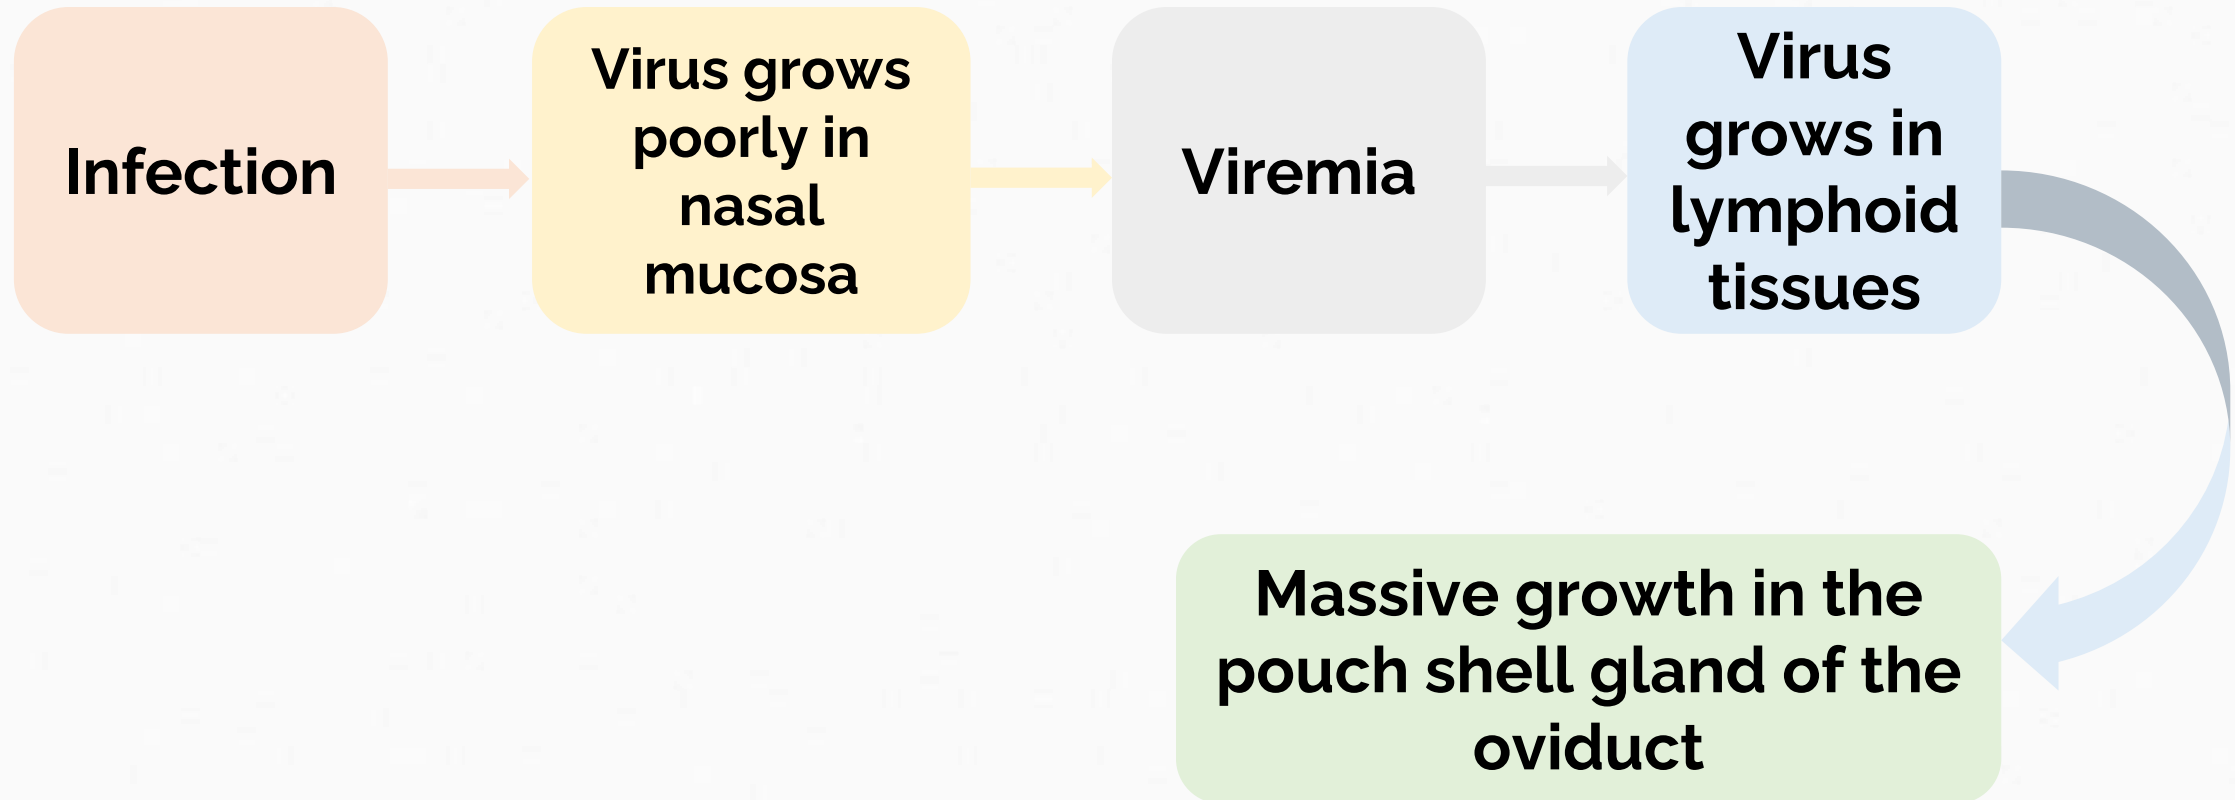 Infection
Virus grows
poorly in
nasal
mucosa
Viremia
Virus
grows in
lymphoid
tissues
Massive growth in the
pouch shell gland of the
oviduct